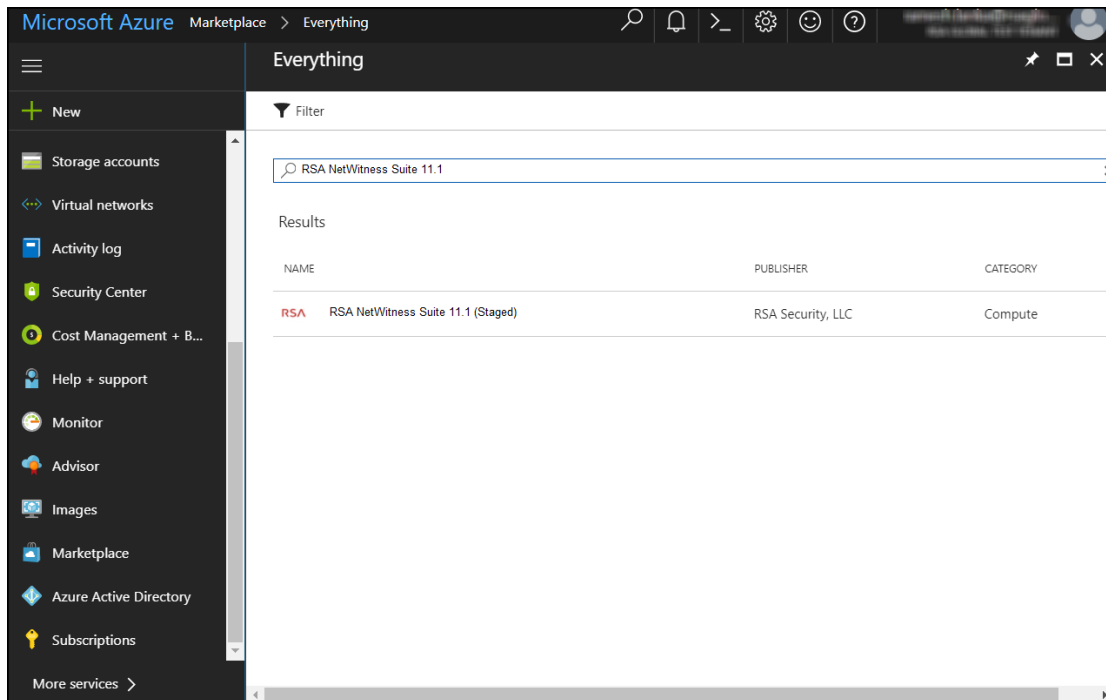 Microsoft Azure Marketplace > Everything
Everything
New
Filter
Storage accounts
RSA NetWitness Suite 11.1
Virtual networks
Results
Activity log
NAME PUBLISHER CATEGORY
Security Center
RSA RSA NetWitness Suite 11.1 (Staged) RSA Security, LLC Compute
Cost Management + B...
Help + support
Monitor
Advisor
Images
Marketplace
Azure Active Directory
Subscriptions
More services >